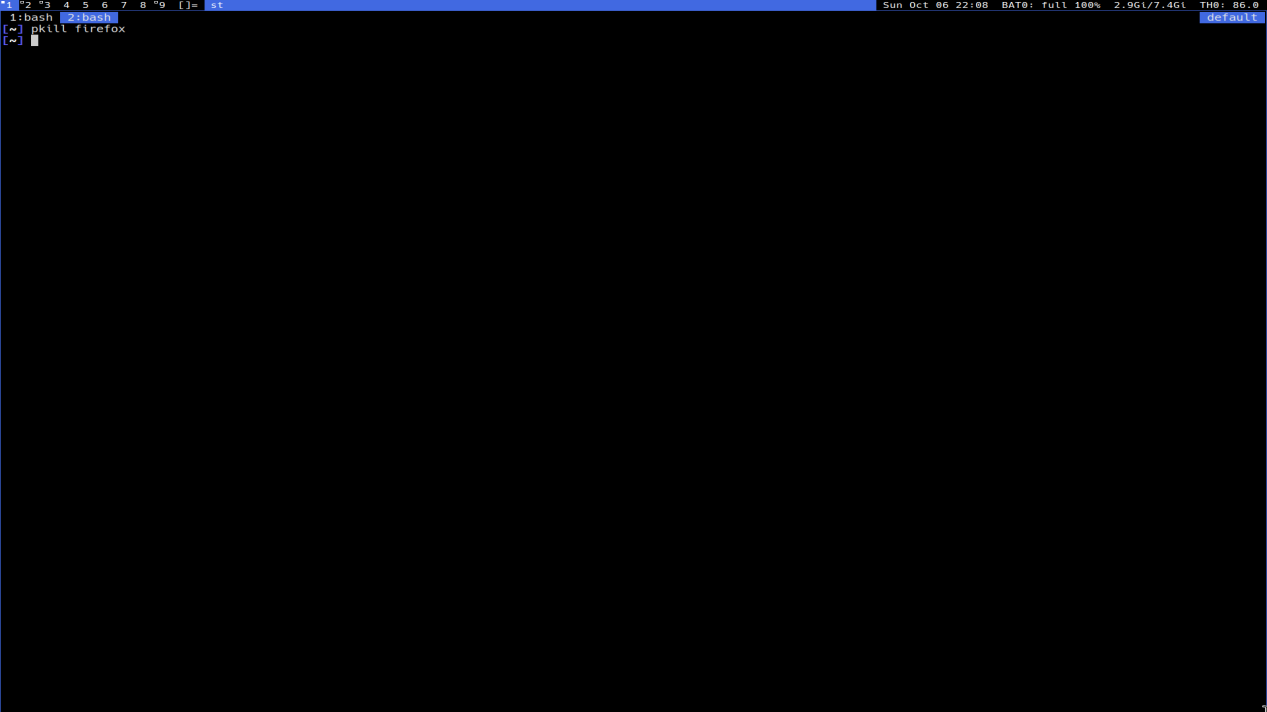 1 2 3 4 5 6 7 8 9 []= st Sun Oct 06 22:08 BAT0: full 100% 2.9Gi/7.4Gi TH0: 86.0
1:bash 2:bash default
[~] pkill firefox
[~]